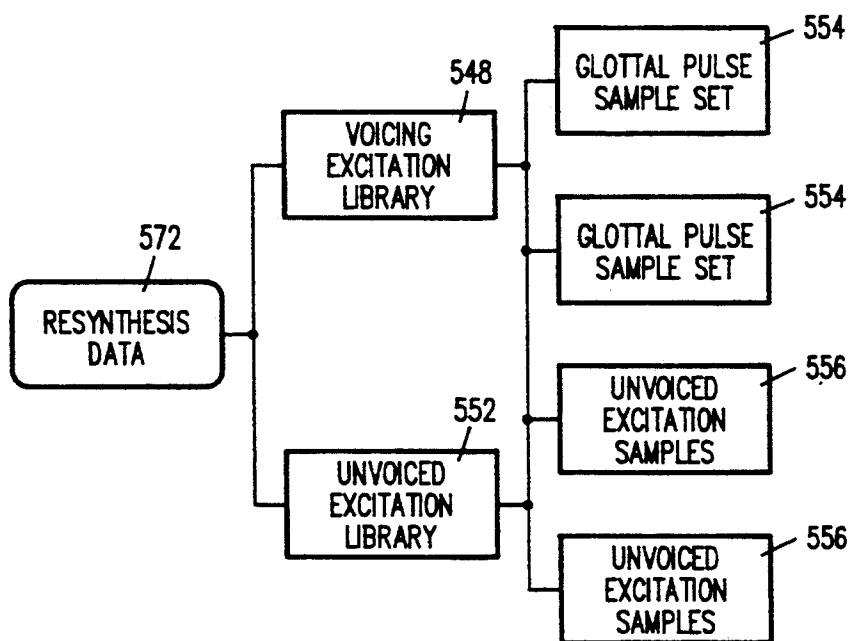 554
GLOTTAL PULSE
SAMPLE SET
548
VOICING
EXCITATION
LIBRARY
554
GLOTTAL PULSE
SAMPLE SET
572
RESYNTHESIS
DATA
556
UNVOICED
EXCITATION
SAMPLES
552
UNVOICED
EXCITATION
LIBRARY
556
UNVOICED
EXCITATION
SAMPLES